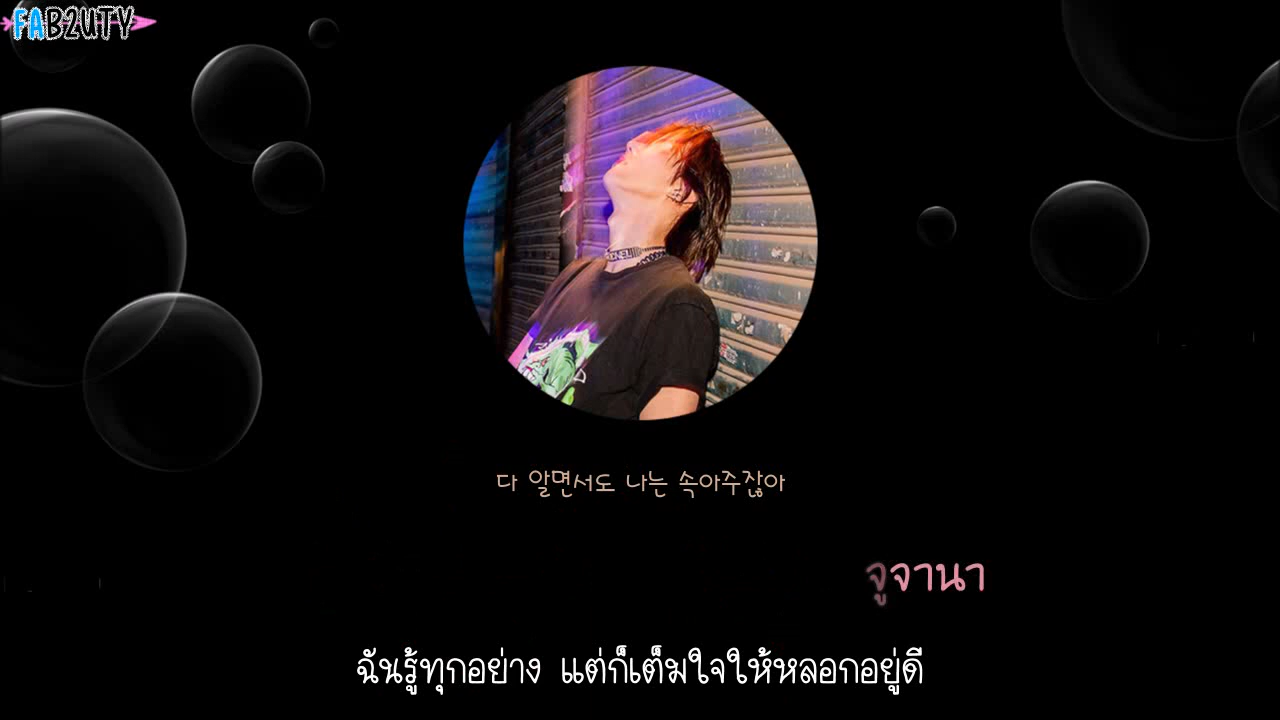 FAB2UTY
다 알면서도 나는 속아주잖아
จูจานา
ฉันรู้ทุกอย่าง แต่ก็เต็มใจให้หลอกอยู่ดี